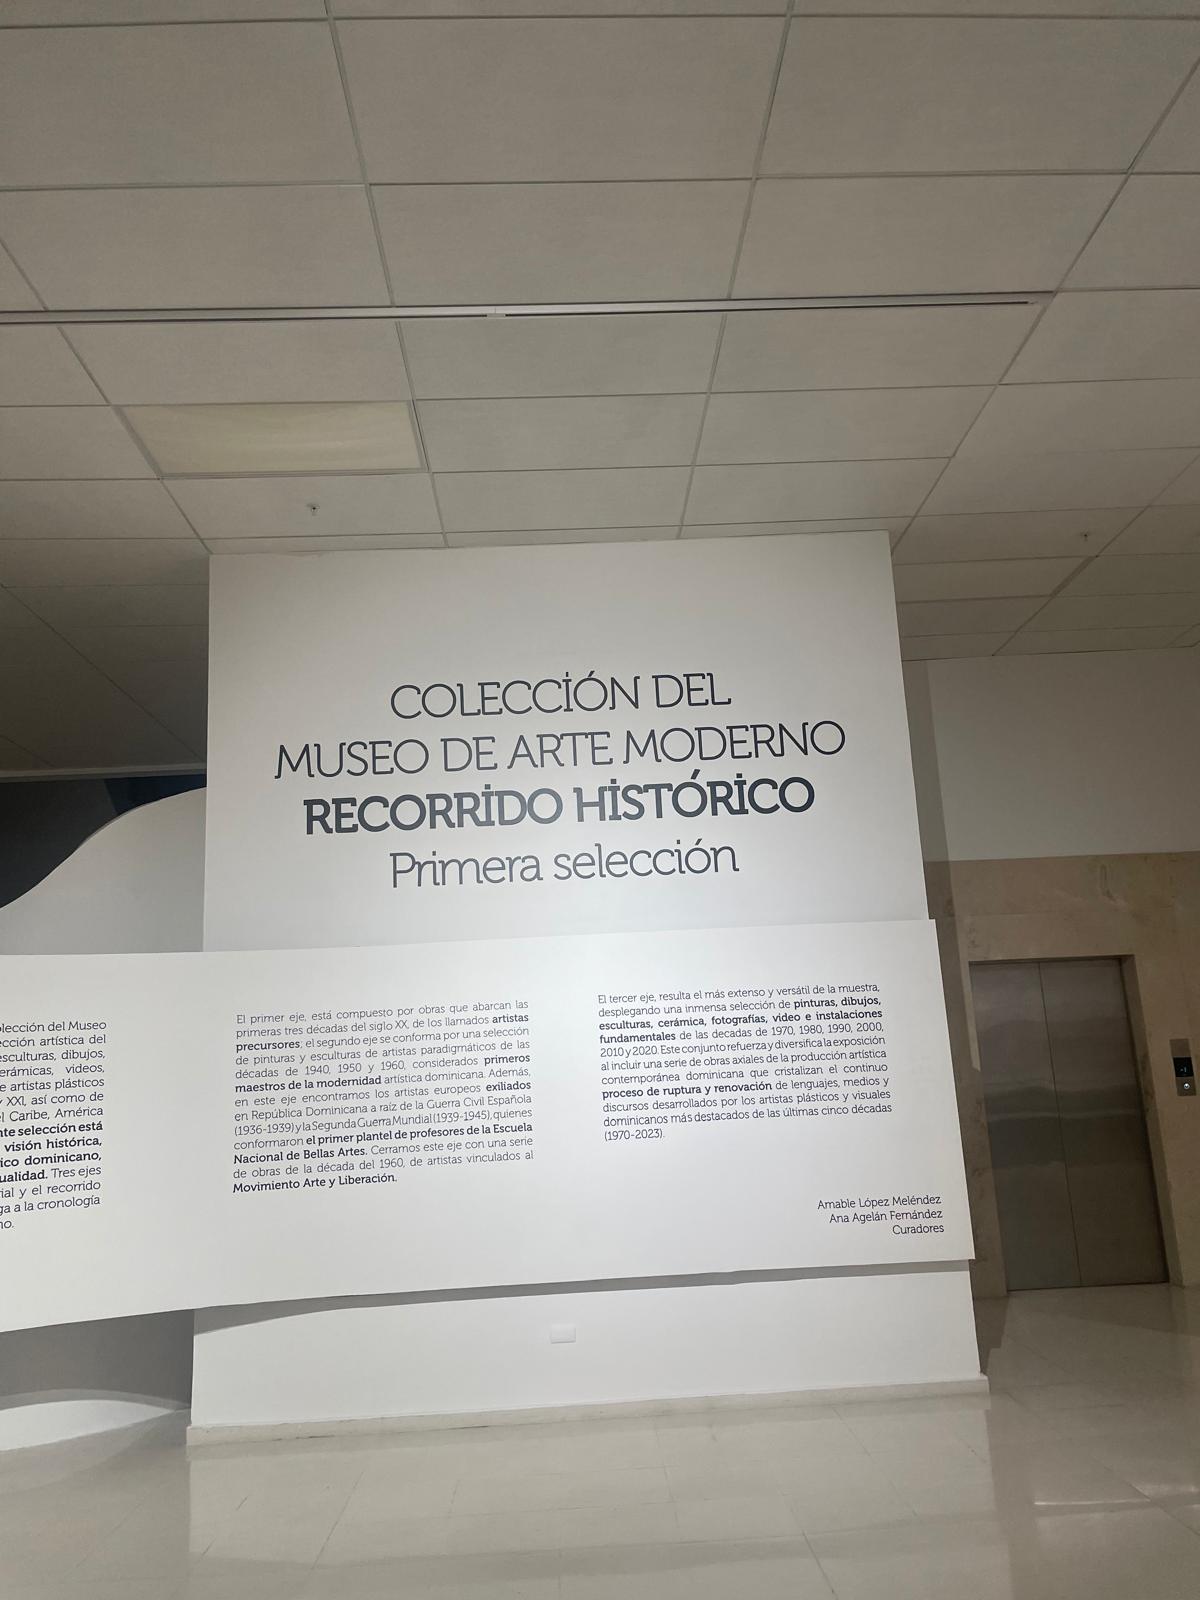 COLECCIÓN DEL
MUSEO DE ARTE MODERNO
RECORRIDO HISTÓRICO
Primera selección
lección del Museo
ección artística del
esculturas, dibujos,
erámicas, videos,
e artistas plásticos
y XXI, así como de
el Caribe, América
nte selección está
visión histórica,
ico dominicano,
ualidad. Tres ejes
ial y el recorrido
ga a la cronología
no.
El primer eje, está compuesto por obras que abarcan las
primeras tres décadas del siglo XX, de los llamados artistas
precursores; el segundo eje se conforma por una selección
de pinturas y esculturas de artistas paradigmáticos de las
décadas de 1940, 1950 y 1960, considerados primeros
maestros de la modernidad artística dominicana. Además,
en este eje encontramos los artistas europeos exiliados
en República Dominicana a raíz de la Guerra Civil Española
(1936-1939) y la Segunda Guerra Mundial (1939-1945), quienes
conformaron el primer plantel de profesores de la Escuela
Nacional de Bellas Artes. Cerramos este eje con una serie
de obras de la década del 1960, de artistas vinculados al
Movimiento Arte y Liberación.
El tercer eje, resulta el más extenso y versátil de la muestra,
desplegando una inmensa selección de pinturas, dibujos,
esculturas, cerámica, fotografías, video e instalaciones
fundamentales de las decadas de 1970, 1980, 1990, 2000,
2010 y 2020. Este conjunto refuerza y diversifica la exposición
al incluir una serie de obras axiales de la producción artística
contemporánea dominicana que cristalizan el continuo
proceso de ruptura y renovación de lenguajes, medios y
discursos desarrollados por los artistas plásticos y visuales
dominicanos más destacados de las últimas cinco décadas
(1970-2023).
Amable López Meléndez
Ana Agelán Fernández
Curadores